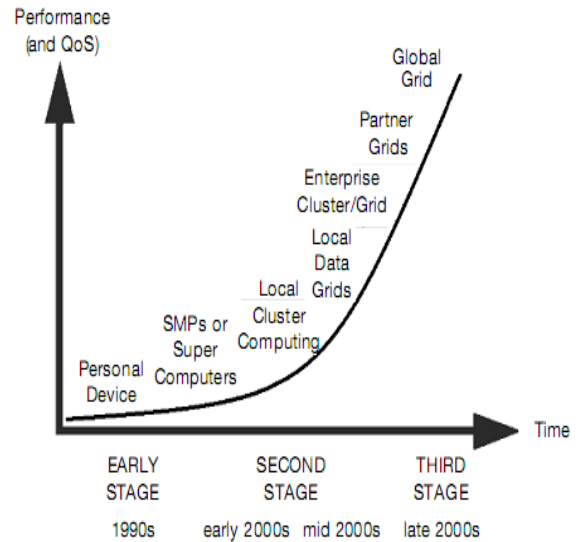 Performance
(and QoS)
Global
Grid
Partner
Grids
Enterprise
Cluster/Grid
Local
Data
Grids
Local
Cluster
Computing
SMPs or
Super
Computers
Personal
Device
Time
EARLY
STAGE
SECOND
STAGE
THIRD
STAGE
1990s
early 2000s
mid 2000s
late 2000s